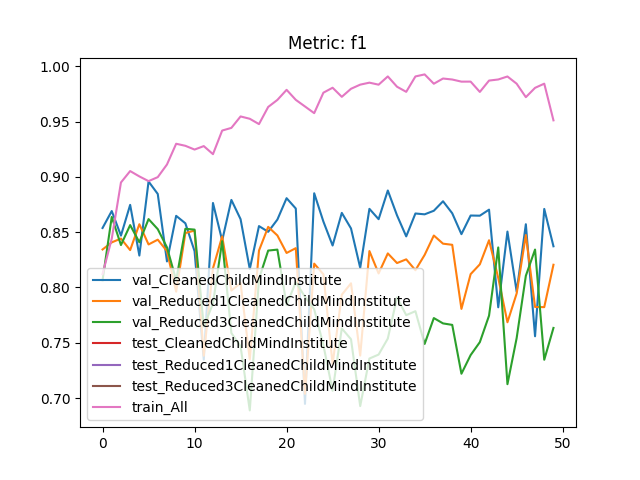 Metric: f1
1.00
0.95
0.90
0.85
0.80
0.75
0.70
val_CleanedChildMindInstitute
val_Reduced1CleanedChildMindInstitute
val_Reduced3CleanedChildMindInstitute
test_CleanedChildMindInstitute
test_Reduced1CleanedChildMindInstitute
test_Reduced3CleanedChildMindInstitute
train_All
0 10 20 30 40 50